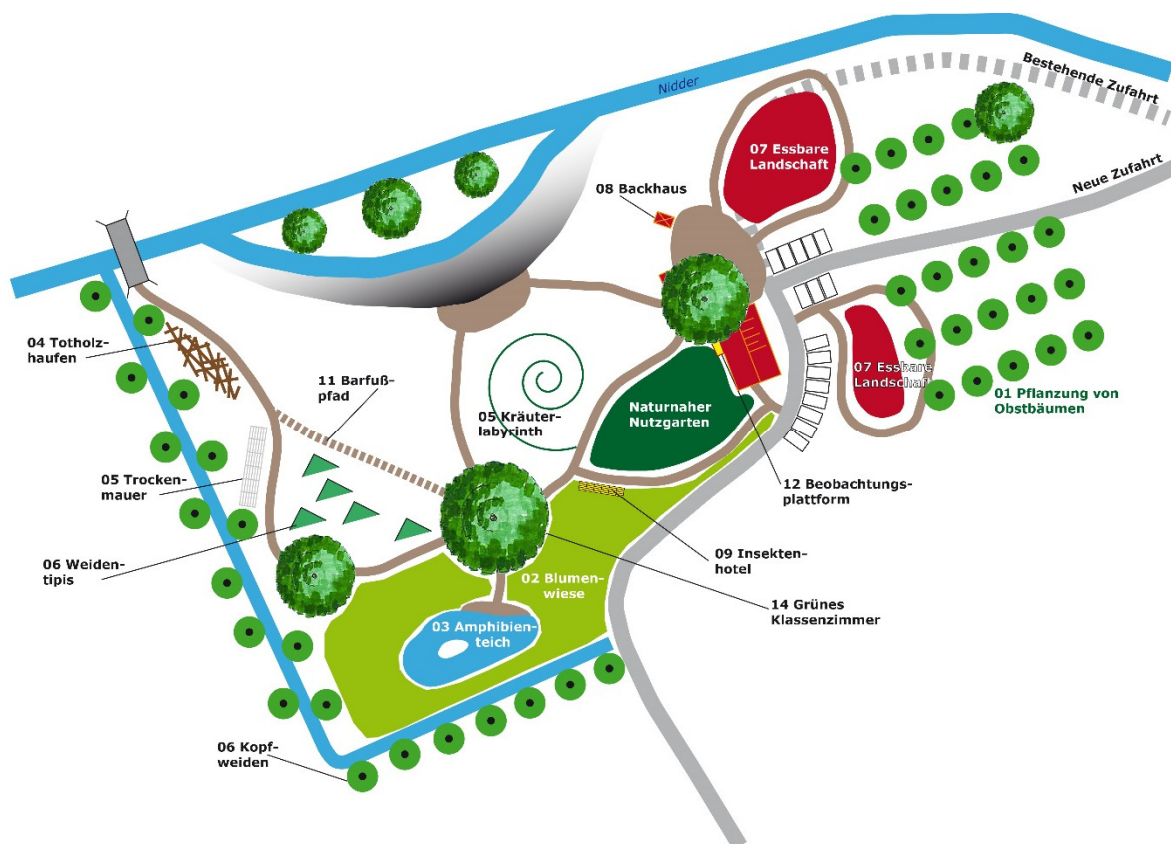 Nidder
Bestehende Zufahrt
Neue Zufahrt
07 Essbare
Landschaft
08 Backhaus
04 Totholz-
haufen
11 Barfuß-
pfad
05 Kräuter-
labyrinth
Naturnaher
Nutzgarten
07 Essbare
Landschaf
01 Pflanzung von
Obstbäumen
05 Trocken-
mauer
12 Beobachtungs-
plattform
06 Weiden-
tipis
09 Insekten-
hotel
02 Blumen-
wiese
14 Grünes
Klassenzimmer
03 Amphibien-
teich
06 Kopf-
weiden